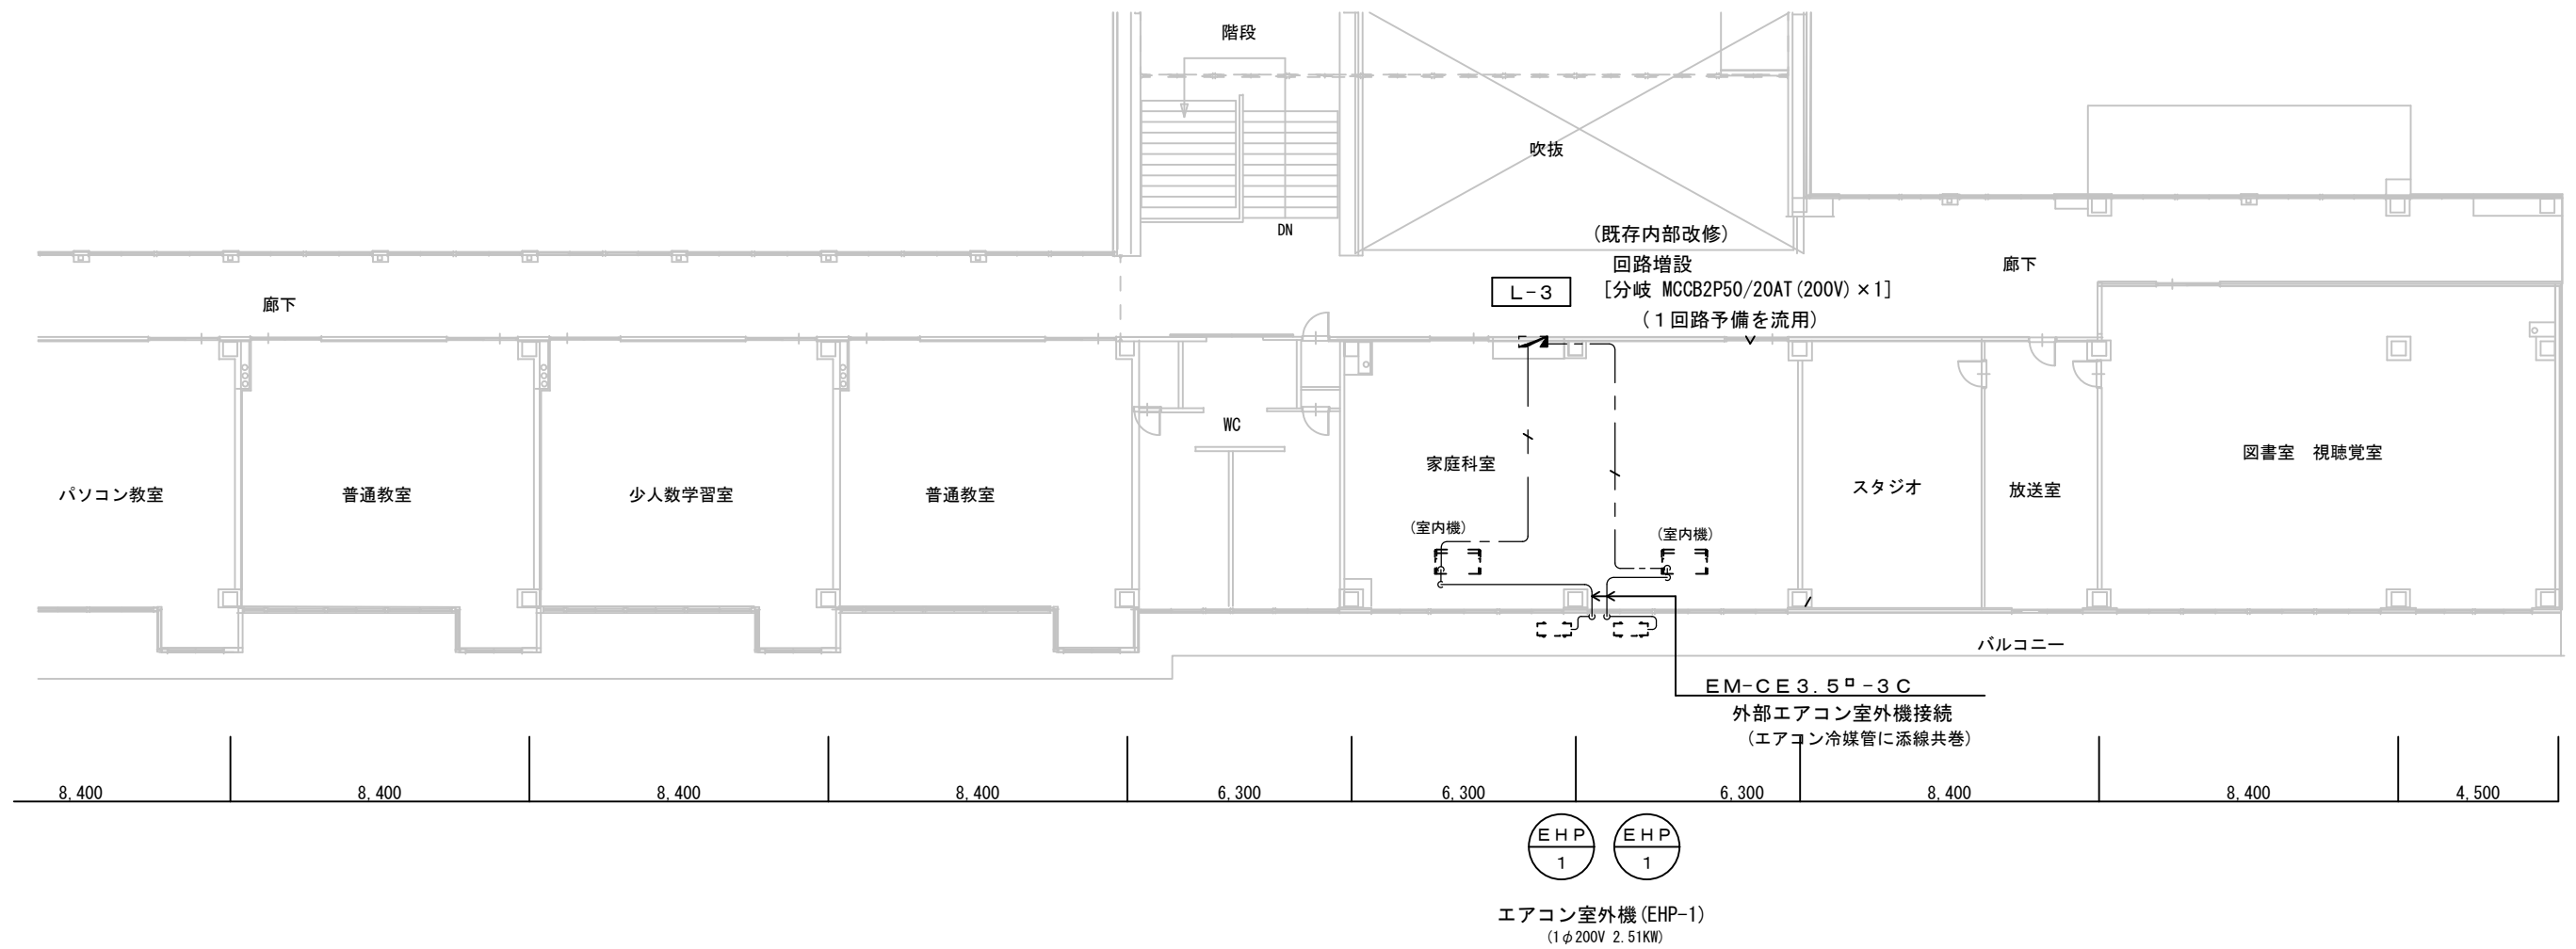 階段
吹抜
DN
(既存内部改修)
回路増設
L-3
[分岐 MCCB2P50/20AT(200V)×1]
(1回路予備を流用)
廊下
廊下
WC
家庭科室
図書室 視聴覚室
パソコン教室
普通教室
少人数学習室
普通教室
スタジオ
放送室
(室内機)
(室内機)
バルコニー
EM-CE3.5□-3C
外部エアコン室外機接続
(エアコン冷媒管に添線共巻)
8,400
8,400
8,400
8,400
6,300
6,300
6,300
8,400
8,400
4,500
EHP
1
EHP
1
エアコン室外機(EHP-1)
(1φ200V 2.51KW)